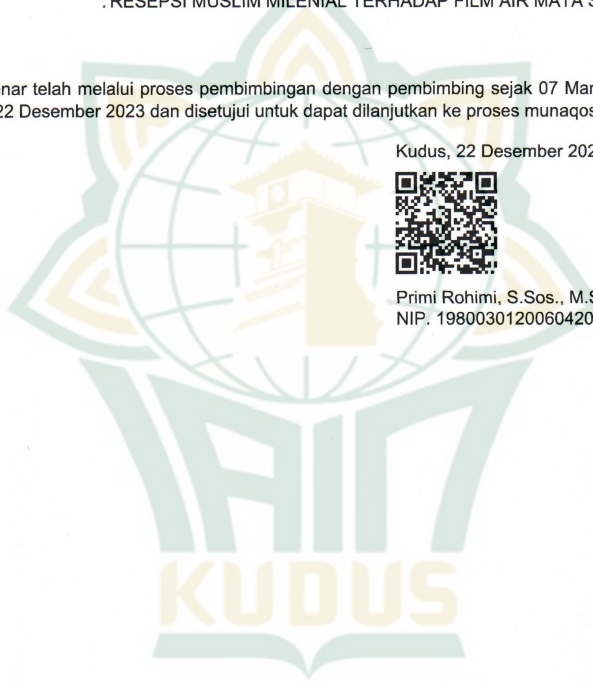 : RESEPSI MUSLIM MILENIAL TERHADAP FILM AIR MATA S
nar telah melalui proses pembimbingan dengan pembimbing sejak 07 Mar
22 Desember 2023 dan disetujui untuk dapat dilanjutkan ke proses munaqos
Kudus, 22 Desember 202
Primi Rohimi, S.Sos., M.S
NIP. 1980030120060420
IAIN
KUDUS